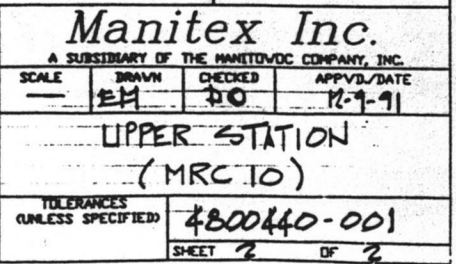 Manitex Inc.
A SUBSIDIARY OF THE MANITOWOC COMPANY, INC.
SCALE DRAWN CHECKED APPVD./DATE
— EM DO 12-9-91
UPPER STATION
(MRC 10)
TOLERANCES
(UNLESS SPECIFIED)
4800440-001
SHEET 2 OF 2